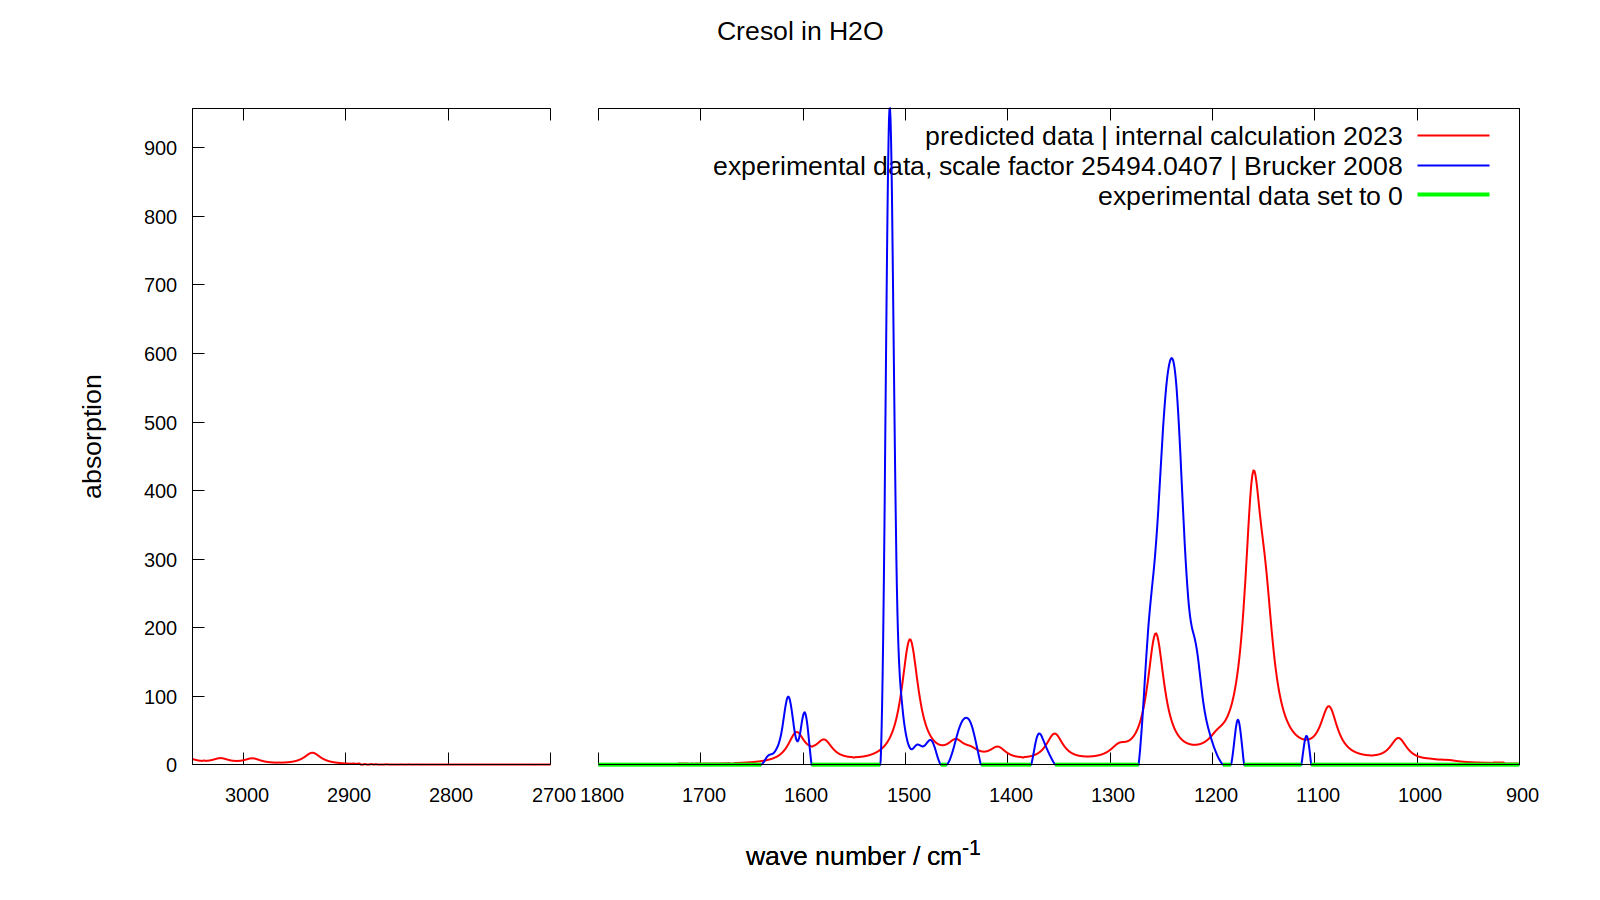 Cresol in H2O
predicted data | internal calculation 2023
experimental data, scale factor 25494.0407 | Brucker 2008
experimental data set to 0
900
800
700
600
500
400
300
200
100
0
absorption
3000 2900 2800 2700 1800 1700 1600 1500 1400 1300 1200 1100 1000 900
wave number / cm-1